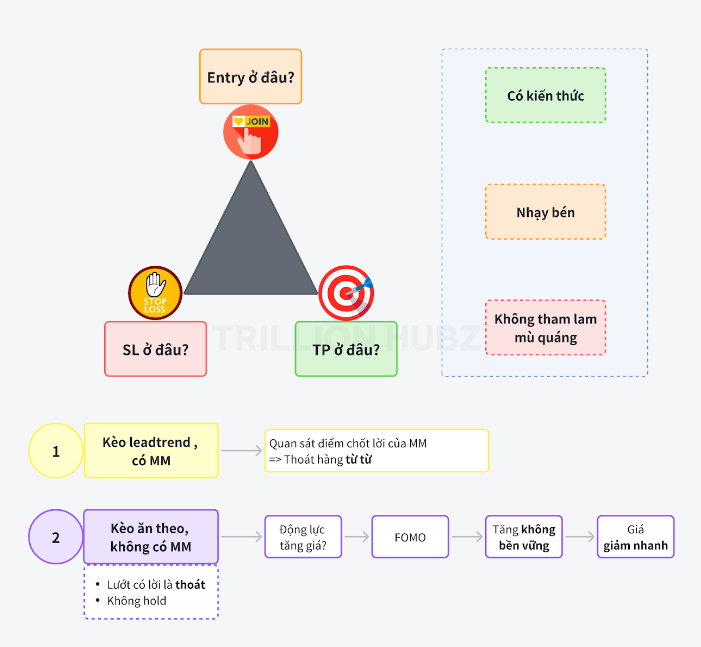 Entry ở đâu?
JOIN
STOP
LOSS
SL ở đâu?
TP ở đâu?
TRILLION HUBZ
Có kiến thức
Nhạy bén
Không tham lam
mù quáng
1
Kèo leadtrend ,
có MM
Quan sát điểm chốt lời của MM
=> Thoát hàng từ từ
2
Kèo ăn theo,
không có MM
Động lực
tăng giá?
FOMO
Tăng không
bền vững
Giá
giảm nhanh
• Lướt có lời là thoát
• Không hold